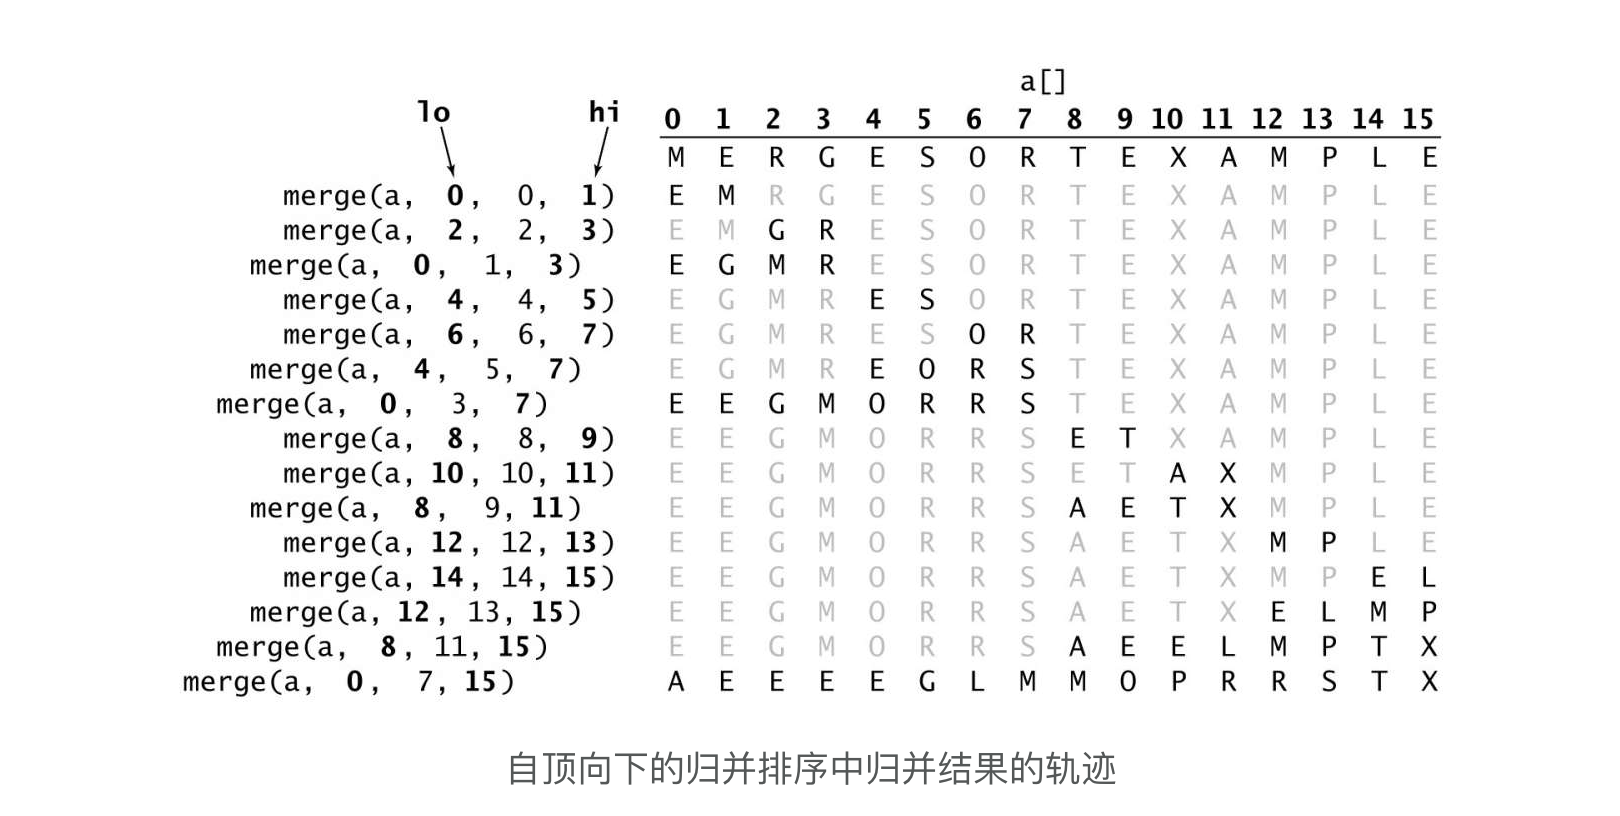 a[]
lo hi 0 1 2 3 4 5 6 7 8 9 10 11 12 13 14 15
M E R G E S O R T E X A M P L E
merge(a, 0, 0, 1) E M R G E S O R T E X A M P L E
merge(a, 2, 2, 3) E M G R E S O R T E X A M P L E
merge(a, 0, 1, 3) E G M R E S O R T E X A M P L E
merge(a, 4, 4, 5) E G M R E S O R T E X A M P L E
merge(a, 6, 6, 7) E G M R E S O R T E X A M P L E
merge(a, 4, 5, 7) E G M R E O R S T E X A M P L E
merge(a, 0, 3, 7) E E G M O R R S T E X A M P L E
merge(a, 8, 8, 9) E E G M O R R S E T X A M P L E
merge(a, 10, 10, 11) E E G M O R R S E T A X M P L E
merge(a, 8, 9, 11) E E G M O R R S A E T X M P L E
merge(a, 12, 12, 13) E E G M O R R S A E T X M P L E
merge(a, 14, 14, 15) E E G M O R R S A E T X M P E L
merge(a, 12, 13, 15) E E G M O R R S A E T X E L M P
merge(a, 8, 11, 15) E E G M O R R S A E E L M P T X
merge(a, 0, 7, 15) A E E E E G L M M O P R R S T X
自顶向下的归并排序中归并结果的轨迹